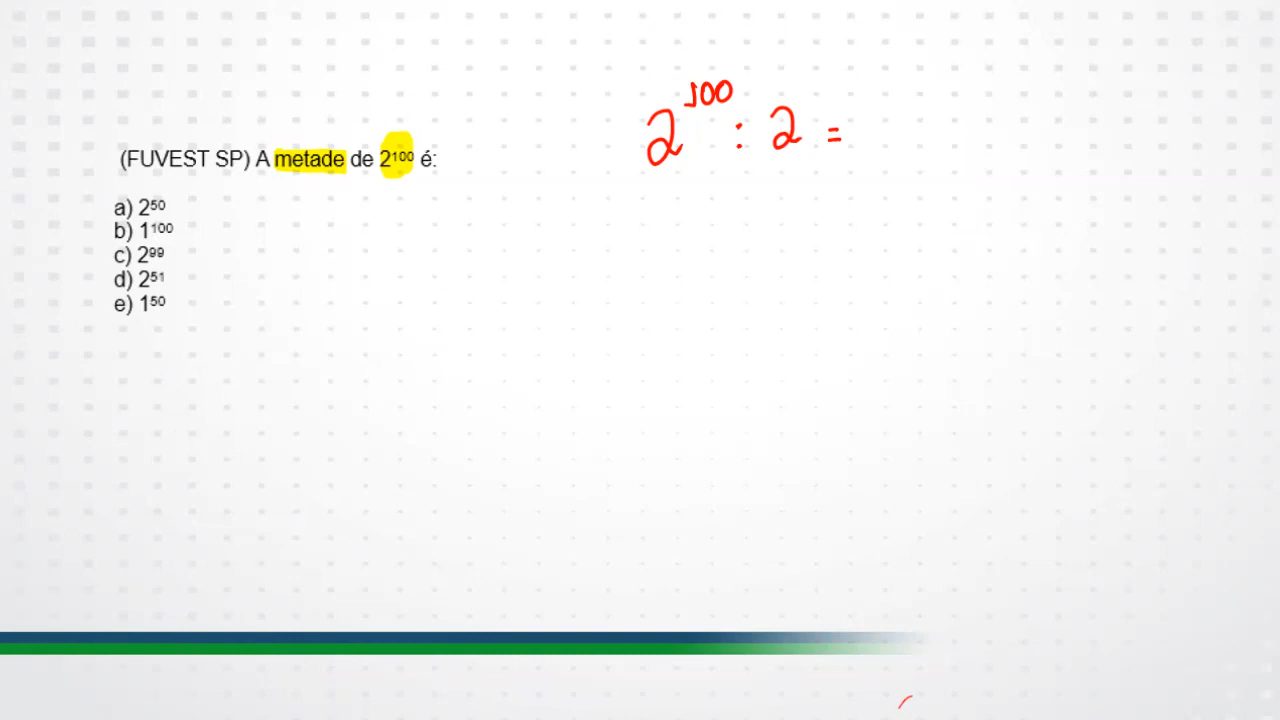 2¹⁰⁰ : 2 =
(FUVEST SP) A metade de 2¹⁰⁰ é:
a) 2⁵⁰
b) 1¹⁰⁰
c) 2⁹⁹
d) 2⁵¹
e) 1⁵⁰